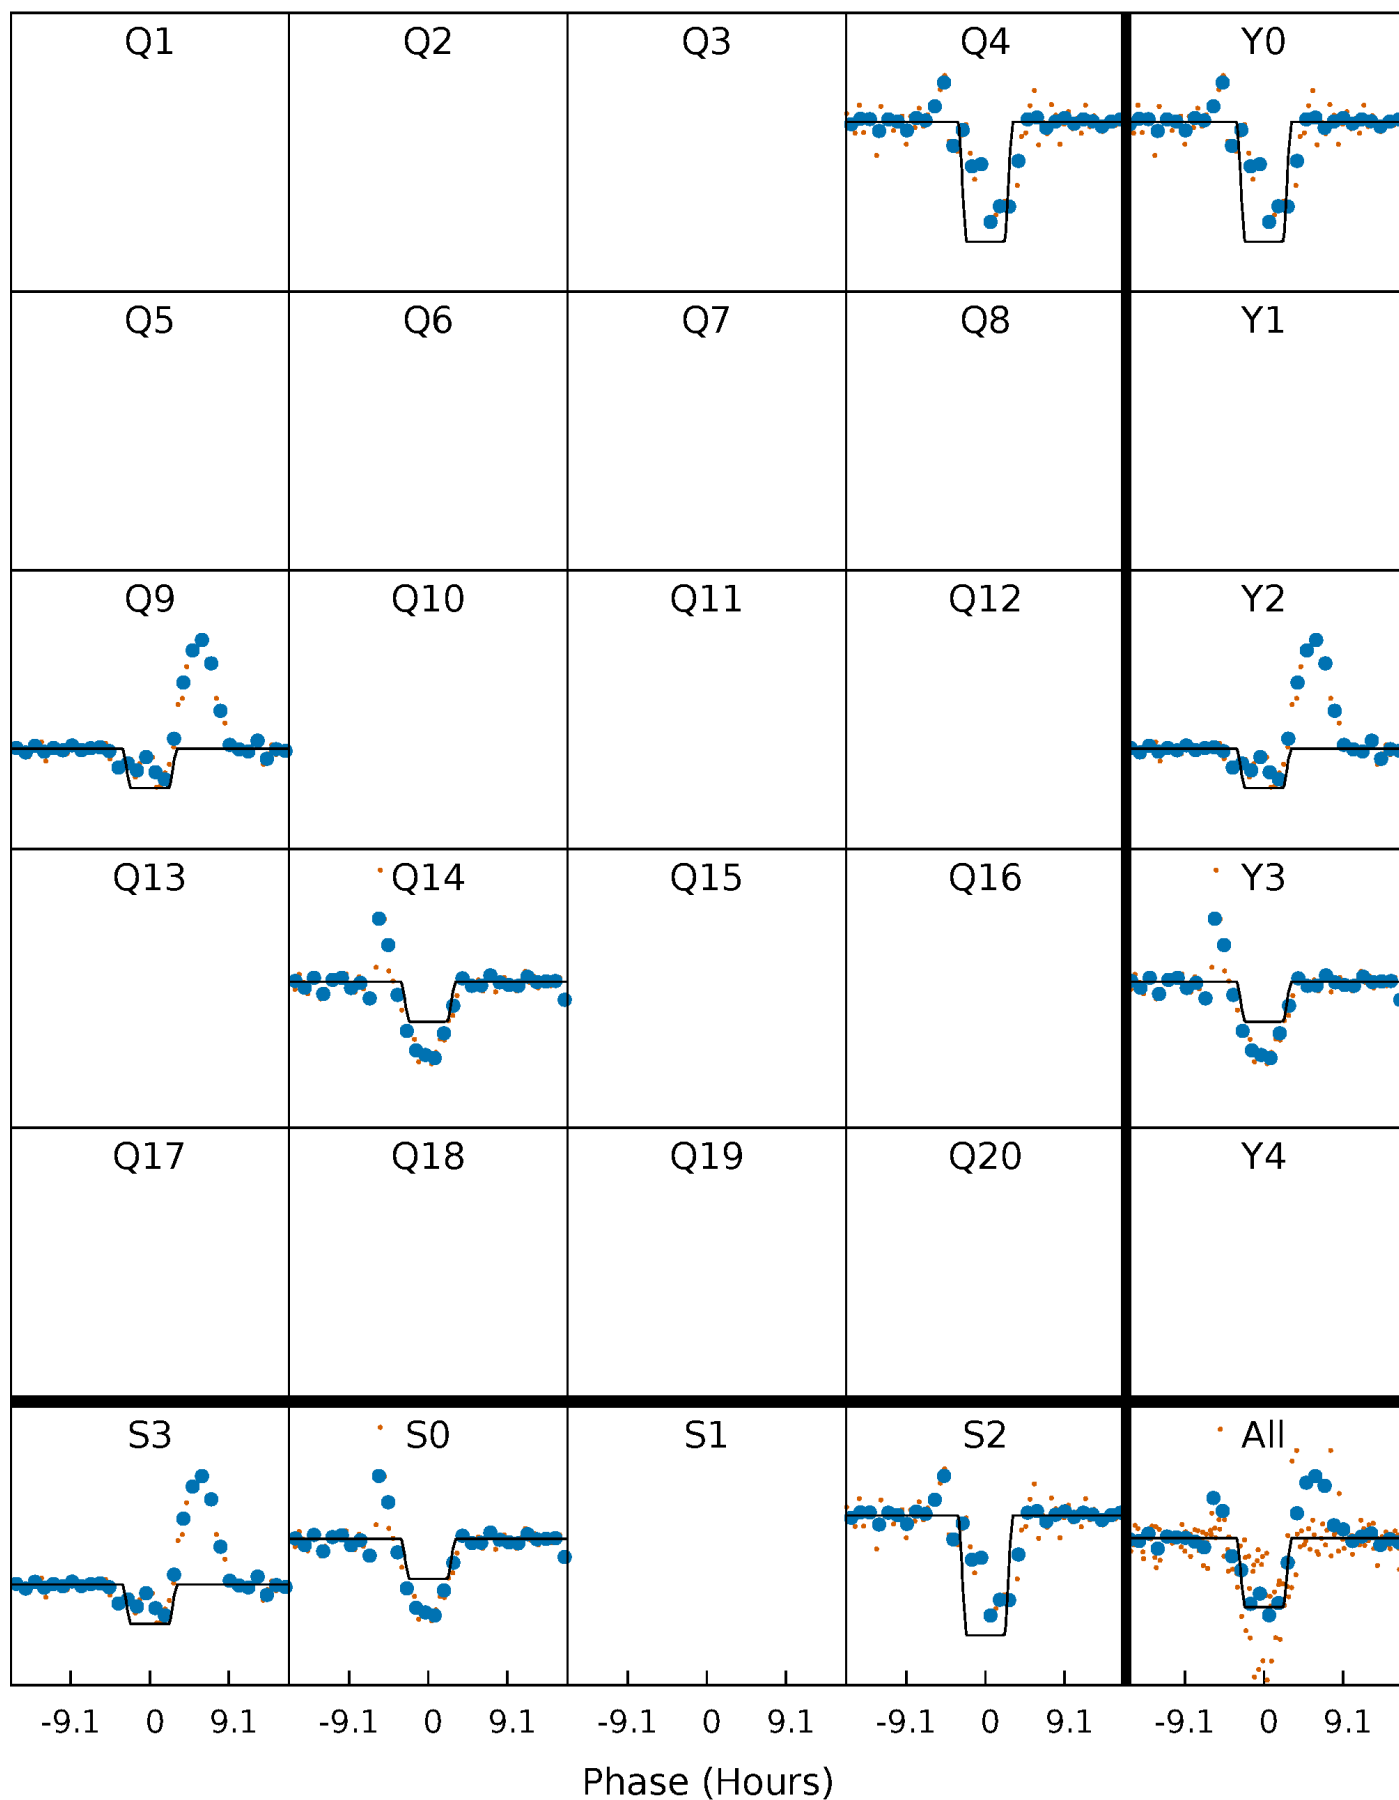 Q1 Q2 Q3 Q4 Y0
Q5 Q6 Q7 Q8 Y1
Q9 Q10 Q11 Q12 Y2
Q13 Q14 Q15 Q16 Y3
Q17 Q18 Q19 Q20 Y4
S3 S0 S1 S2 All
-9.1 0 9.1 -9.1 0 9.1 -9.1 0 9.1 -9.1 0 9.1 -9.1 0 9.1
Phase (Hours)